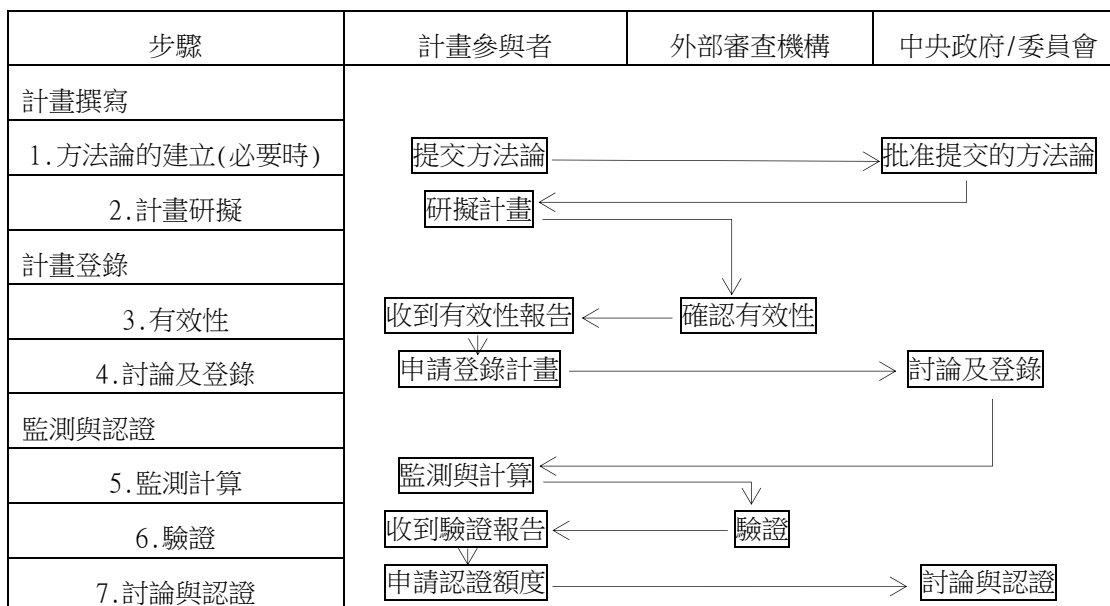 步驟 計畫參與者 外部審查機構 中央政府/委員會
計畫撰寫
1.方法論的建立(必要時) 提交方法論 批准提交的方法論
2.計畫研擬 研擬計畫
計畫登錄
3.有效性 收到有效性報告 確認有效性
4.討論及登錄 申請登錄計畫 討論及登錄
監測與認證
5.監測計算 監測與計算
6.驗證 收到驗證報告 驗證
7.討論與認證 申請認證額度 討論與認證